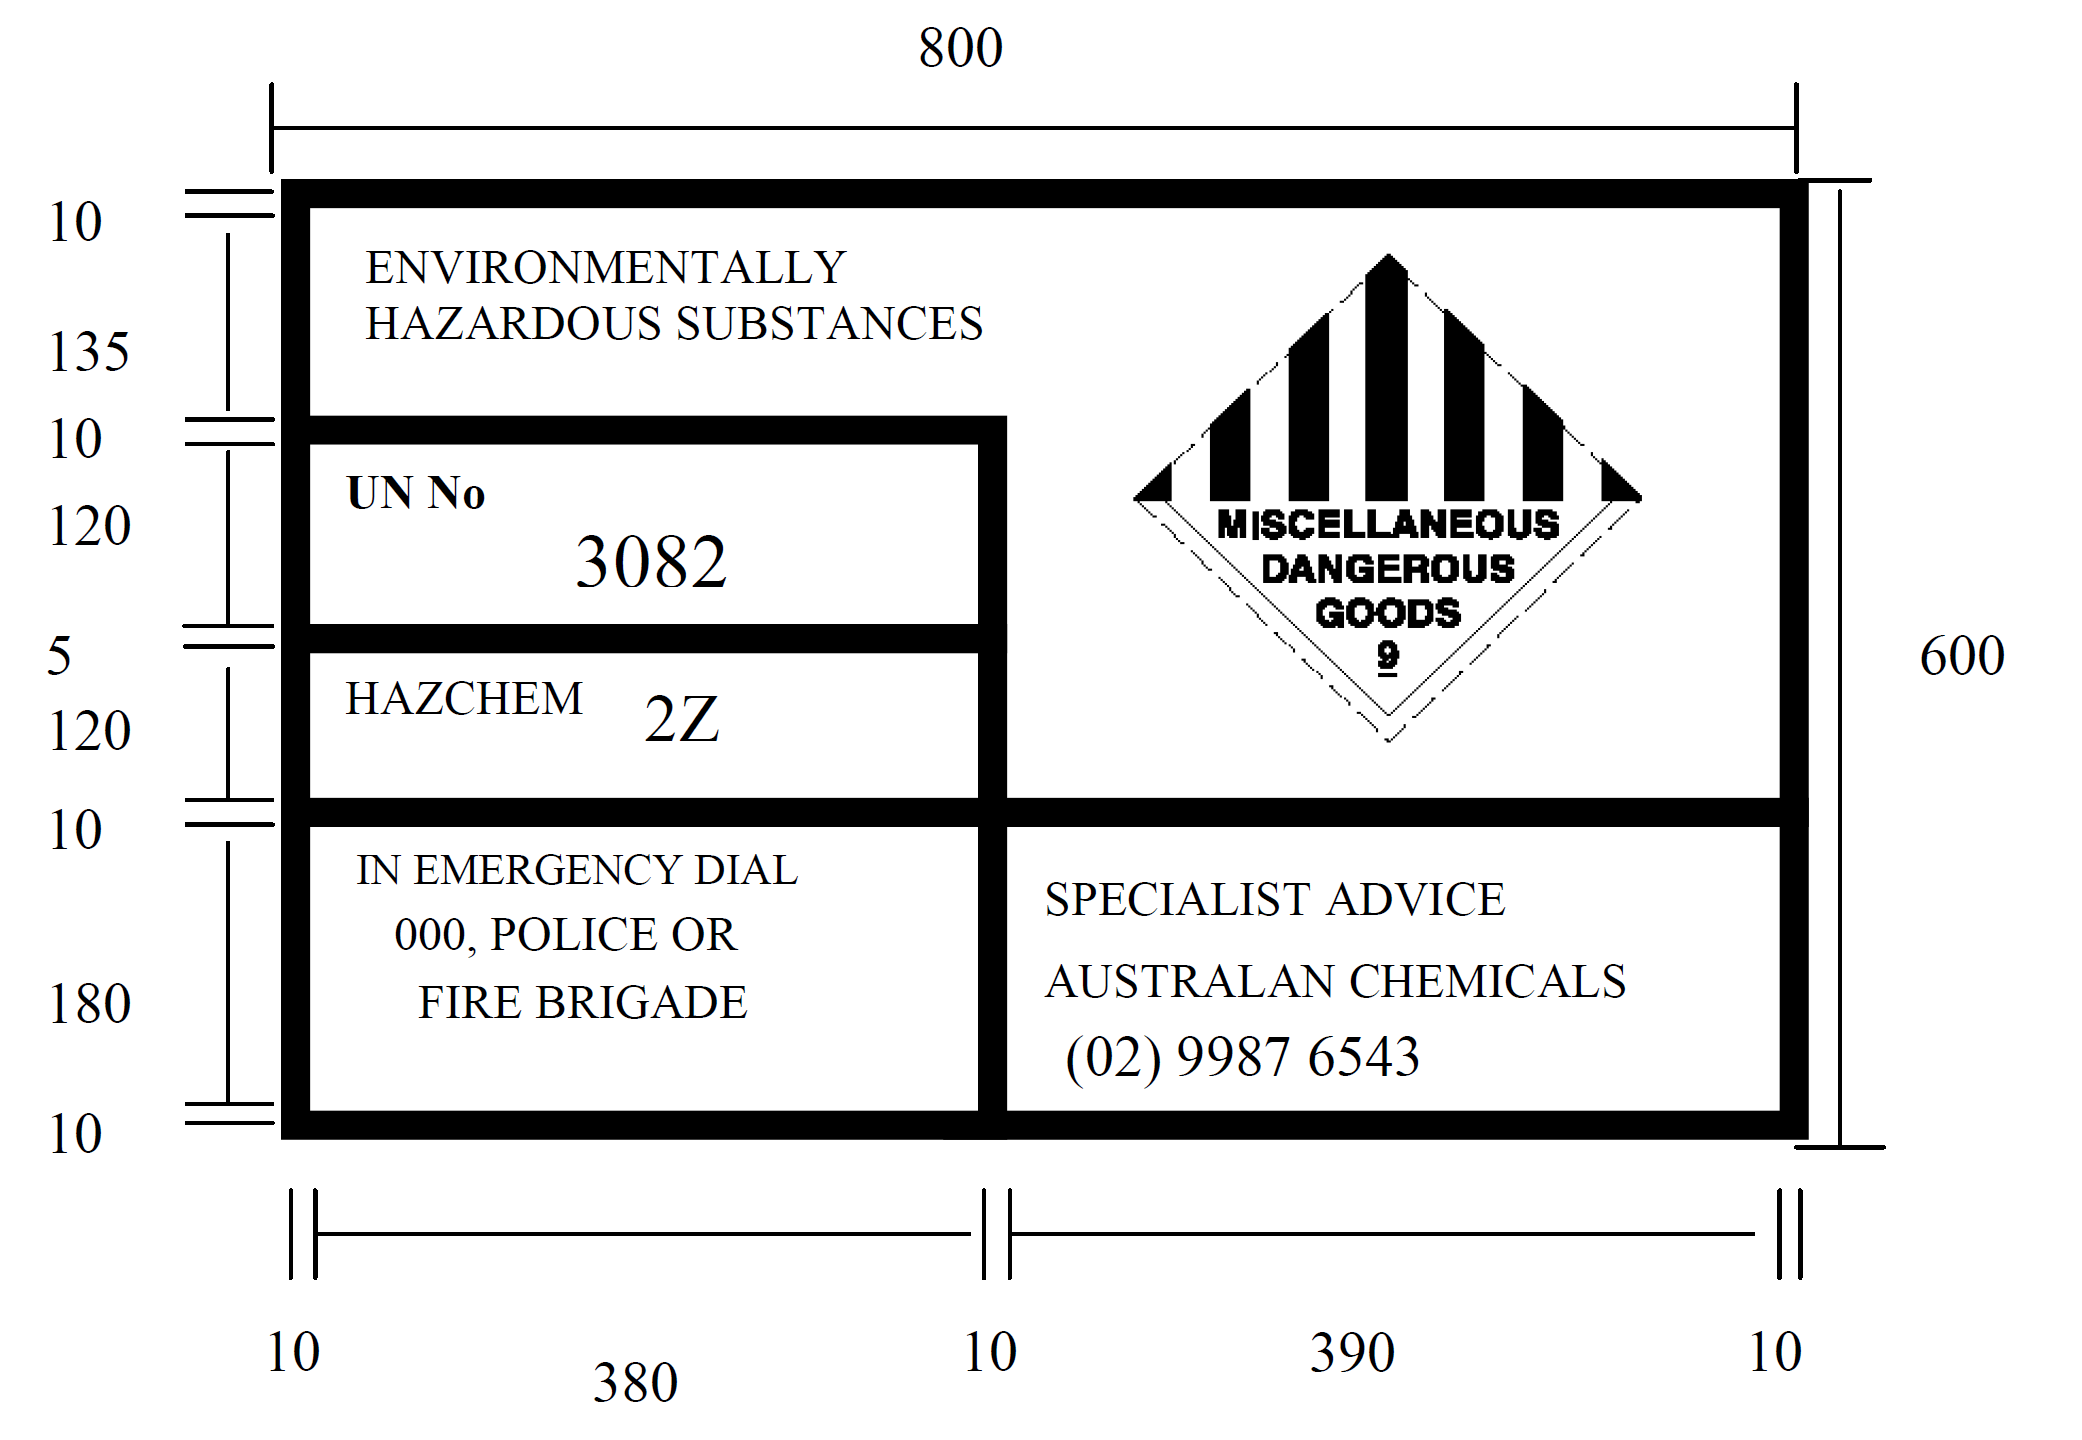 800
10
135
10
120
5
120
10
180
10
ENVIRONMENTALLY
HAZARDOUS SUBSTANCES
UN No
3082
HAZCHEM 2Z
MISCELLANEOUS
DANGEROUS
GOODS
9
600
IN EMERGENCY DIAL
000, POLICE OR
FIRE BRIGADE
SPECIALIST ADVICE
AUSTRALAN CHEMICALS
(02) 9987 6543
10 380 10 390 10